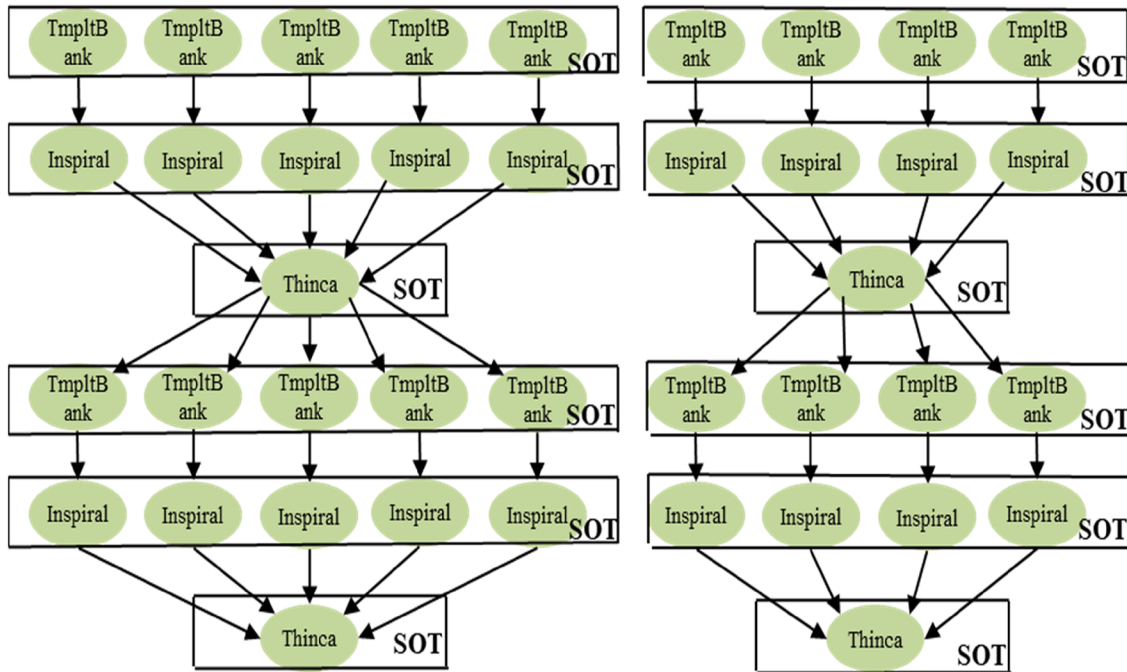 TmpltB TmpltB TmpltB TmpltB TmpltB
ank ank ank ank ank
SOT
Inspiral Inspiral Inspiral Inspiral Inspiral
SOT
Thinca
SOT
TmpltB TmpltB TmpltB TmpltB TmpltB
ank ank ank ank ank
SOT
Inspiral Inspiral Inspiral Inspiral Inspiral
SOT
Thinca
SOT
TmpltB TmpltB TmpltB TmpltB
ank ank ank ank
SOT
Inspiral Inspiral Inspiral Inspiral
SOT
Thinca
SOT
TmpltB TmpltB TmpltB TmpltB
ank ank ank ank
SOT
Inspiral Inspiral Inspiral Inspiral
SOT
Thinca
SOT